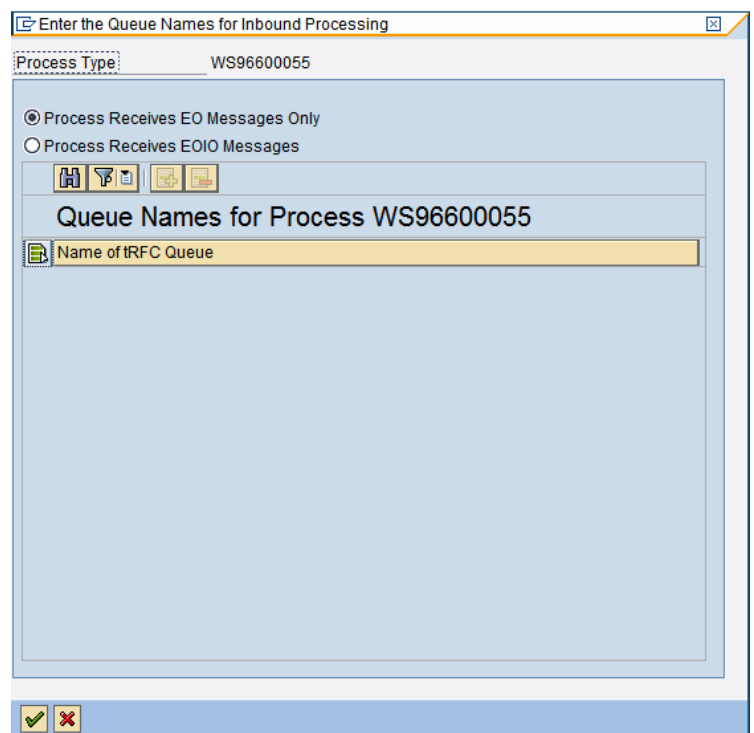 Enter the Queue Names for Inbound Processing
Process Type WS96600055
Process Receives EO Messages Only
Process Receives EOIO Messages
Queue Names for Process WS96600055
Name of tRFC Queue